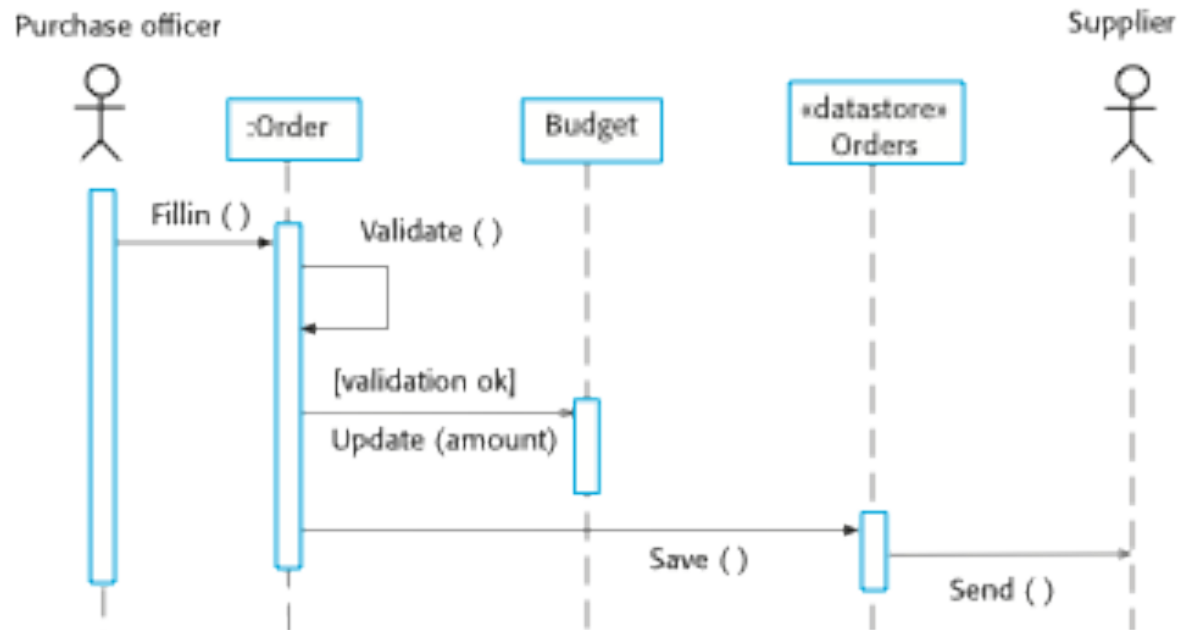 Purchase officer
Supplier
:Order
Budget
«datastore»
Orders
Fillin ( )
Validate ( )
[validation ok]
Update (amount)
Save ( )
Send ( )